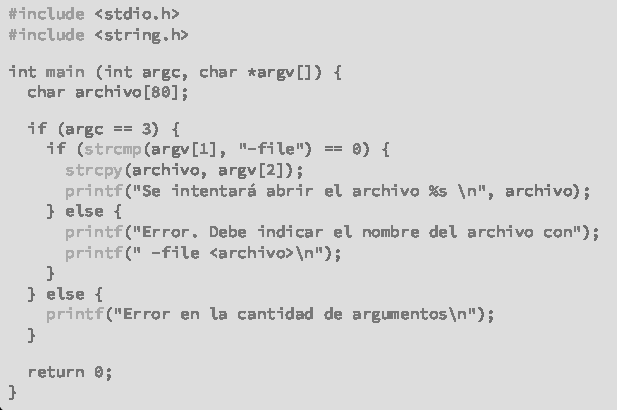 #include <stdio.h>
#include <string.h>

int main (int argc, char *argv[]) {
  char archivo[80];

  if (argc == 3) {
    if (strcmp(argv[1], "-file") == 0) {
      strcpy(archivo, argv[2]);
      printf("Se intentará abrir el archivo %s \n", archivo);
    } else {
      printf("Error. Debe indicar el nombre del archivo con");
      printf(" -file <archivo>\n");
    }
  } else {
    printf("Error en la cantidad de argumentos\n");
  }

  return 0;
}